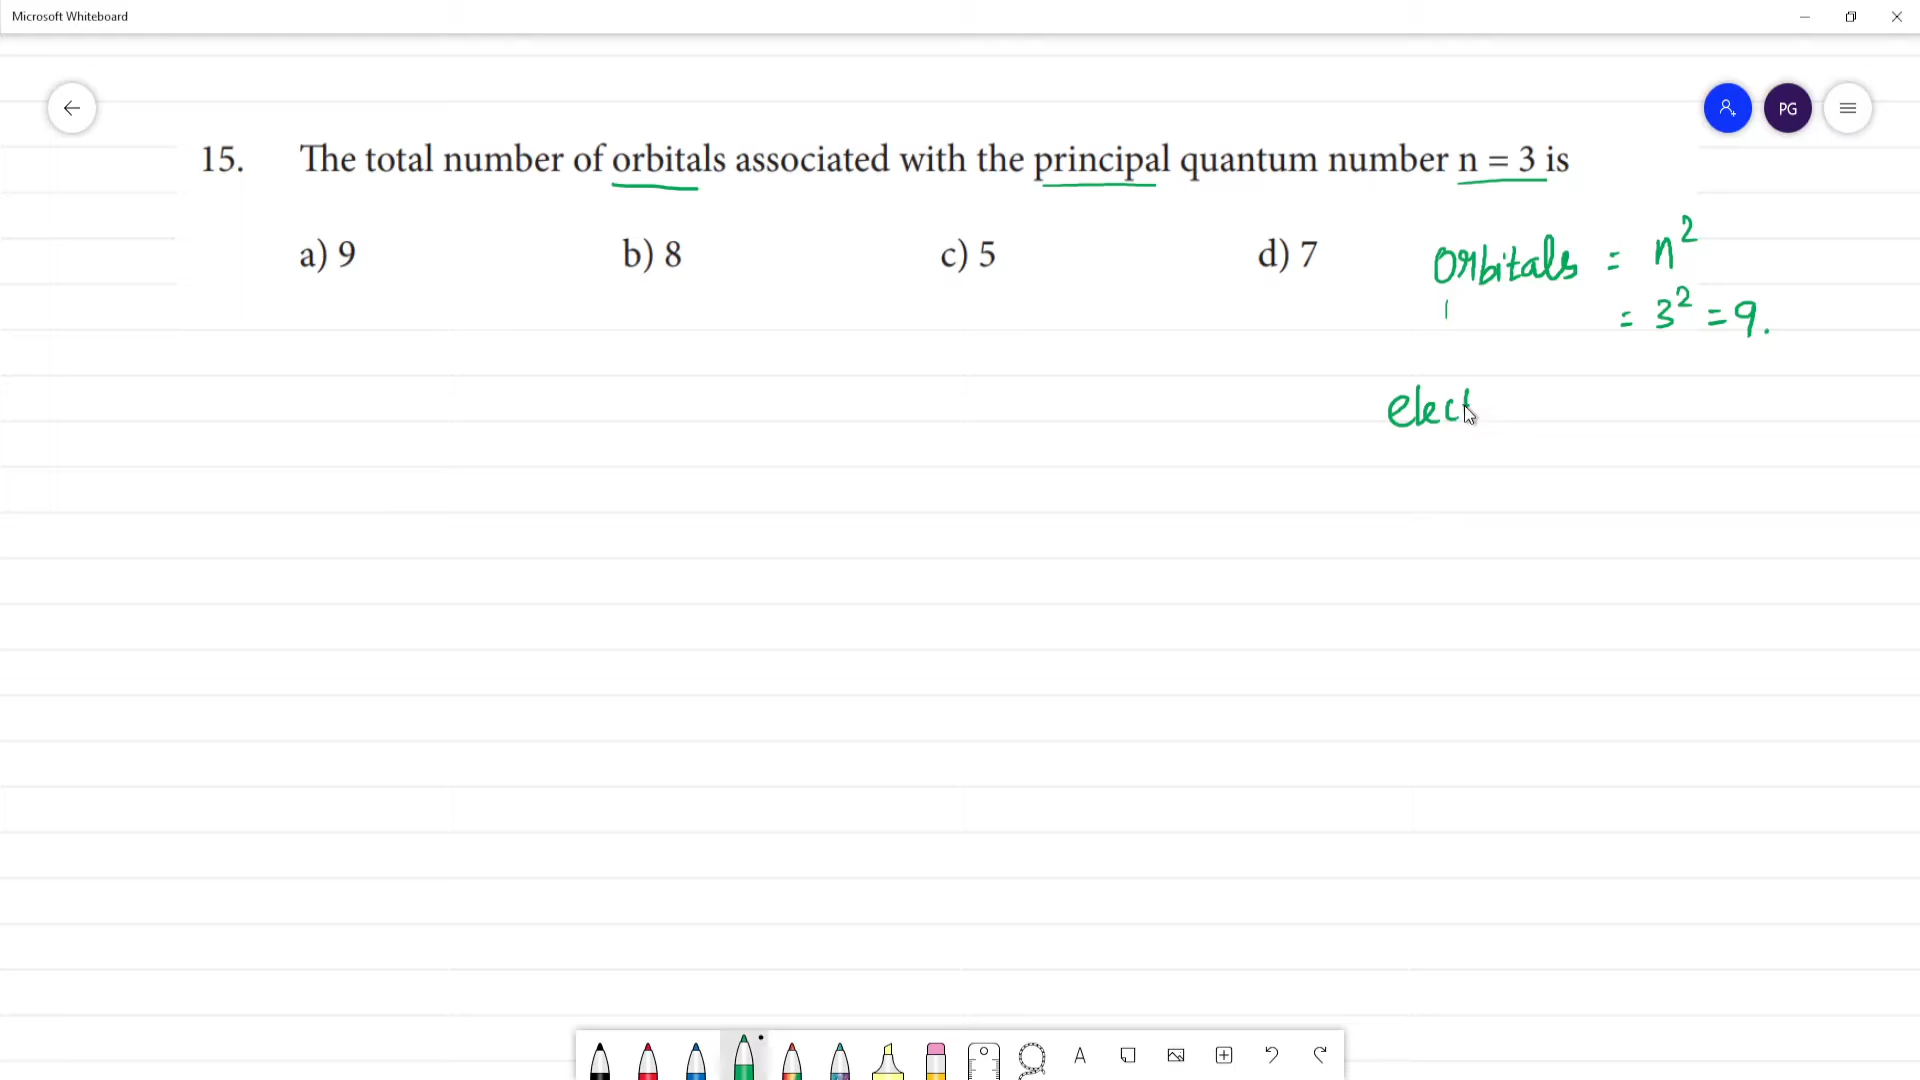 Microsoft Whiteboard
PG
15. The total number of orbitals associated with the principal quantum number n = 3 is
a) 9 b) 8 c) 5 d) 7
Orbitals = n²
= 3² = 9.
elect
A